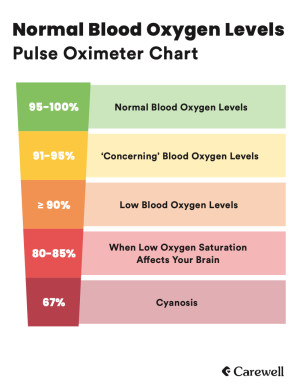 Normal Blood Oxygen Levels
Pulse Oximeter Chart
95-100% Normal Blood Oxygen Levels
91-95% 'Concerning' Blood Oxygen Levels
≥ 90% Low Blood Oxygen Levels
80-85% When Low Oxygen Saturation
Affects Your Brain
67% Cyanosis
Carewell